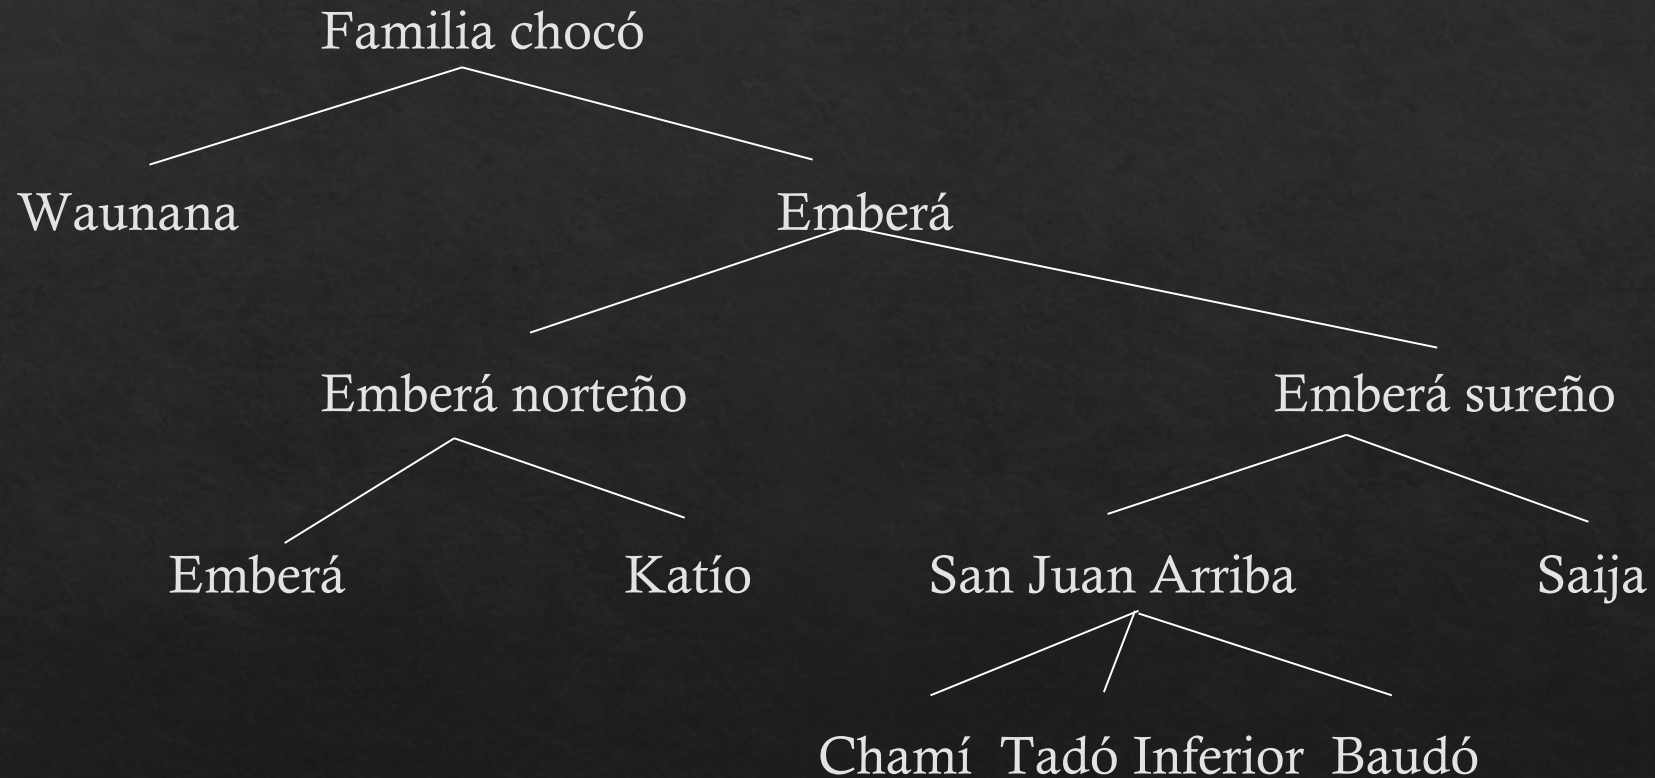 Familia chocó
Waunana Emberá
Emberá norteño Emberá sureño
Emberá Katío San Juan Arriba Saija
Chamí Tadó Inferior Baudó